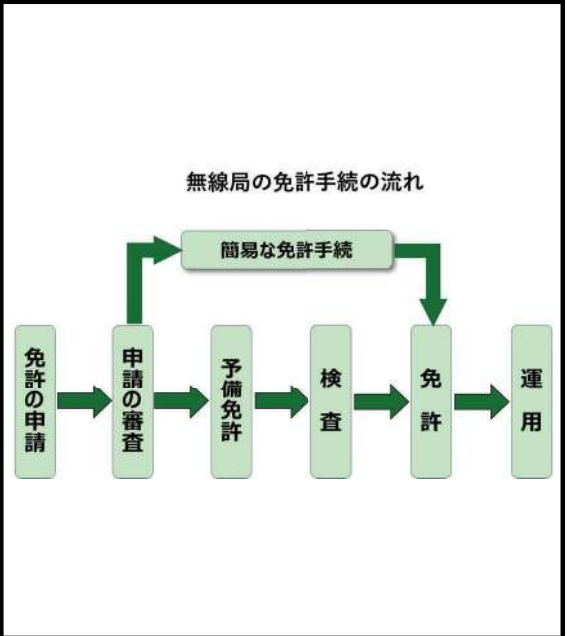 無線局の免許手続の流れ
簡易な免許手続
免許の申請
申請の審査
予備免許
検査
免許
運用